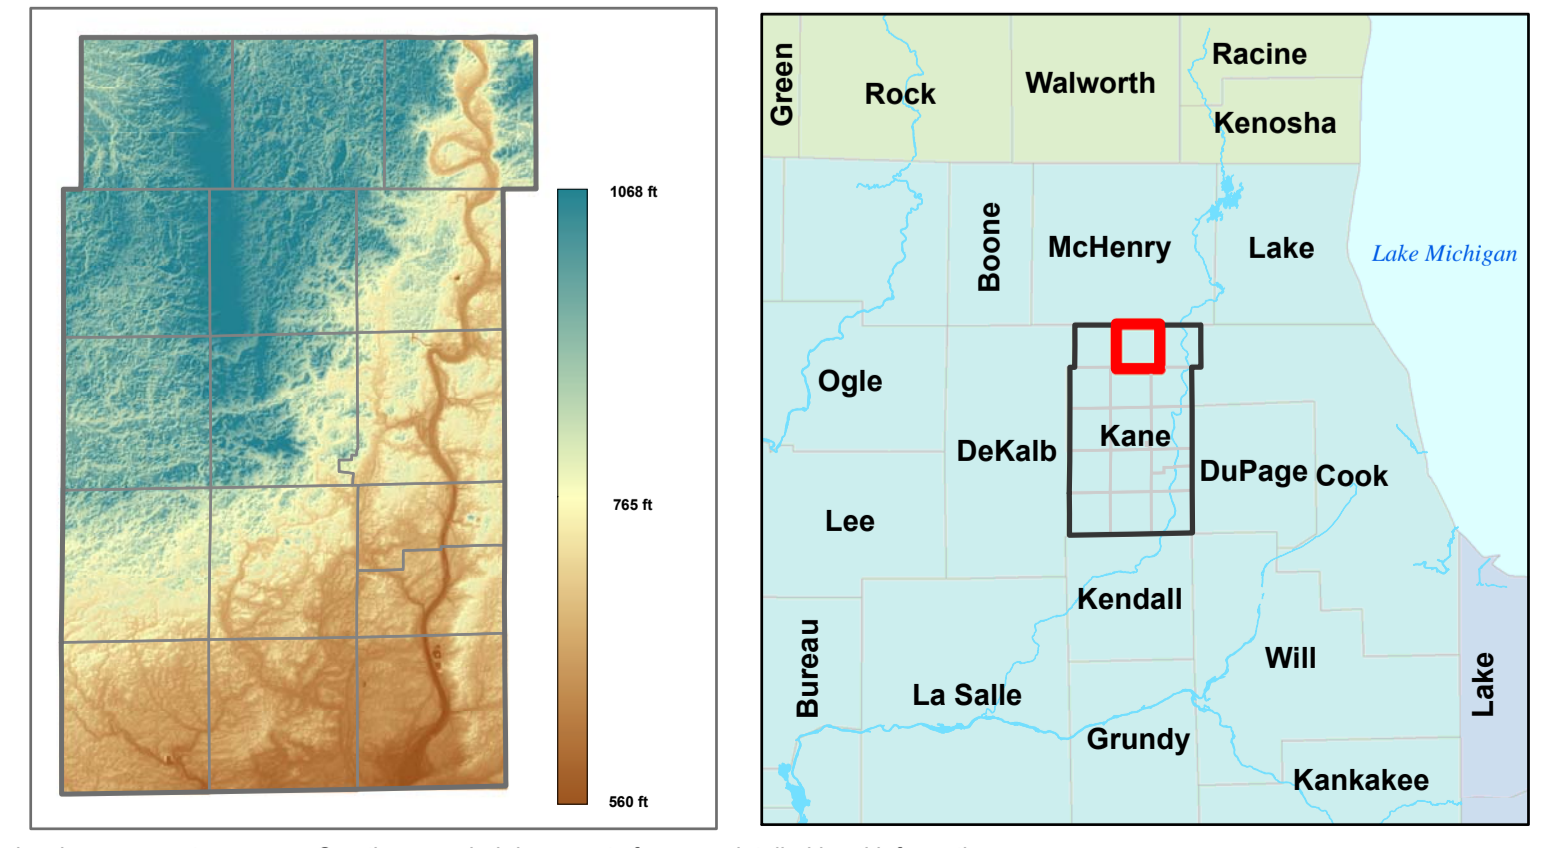 1068 ft
765 ft
560 ft
Green
Rock
Walworth
Racine
Kenosha
Boone
McHenry
Lake
Lake Michigan
Ogle
DeKalb
Kane
DuPage
Cook
Lee
Kendall
Bureau
La Salle
Will
Lake
Grundy
Kankakee